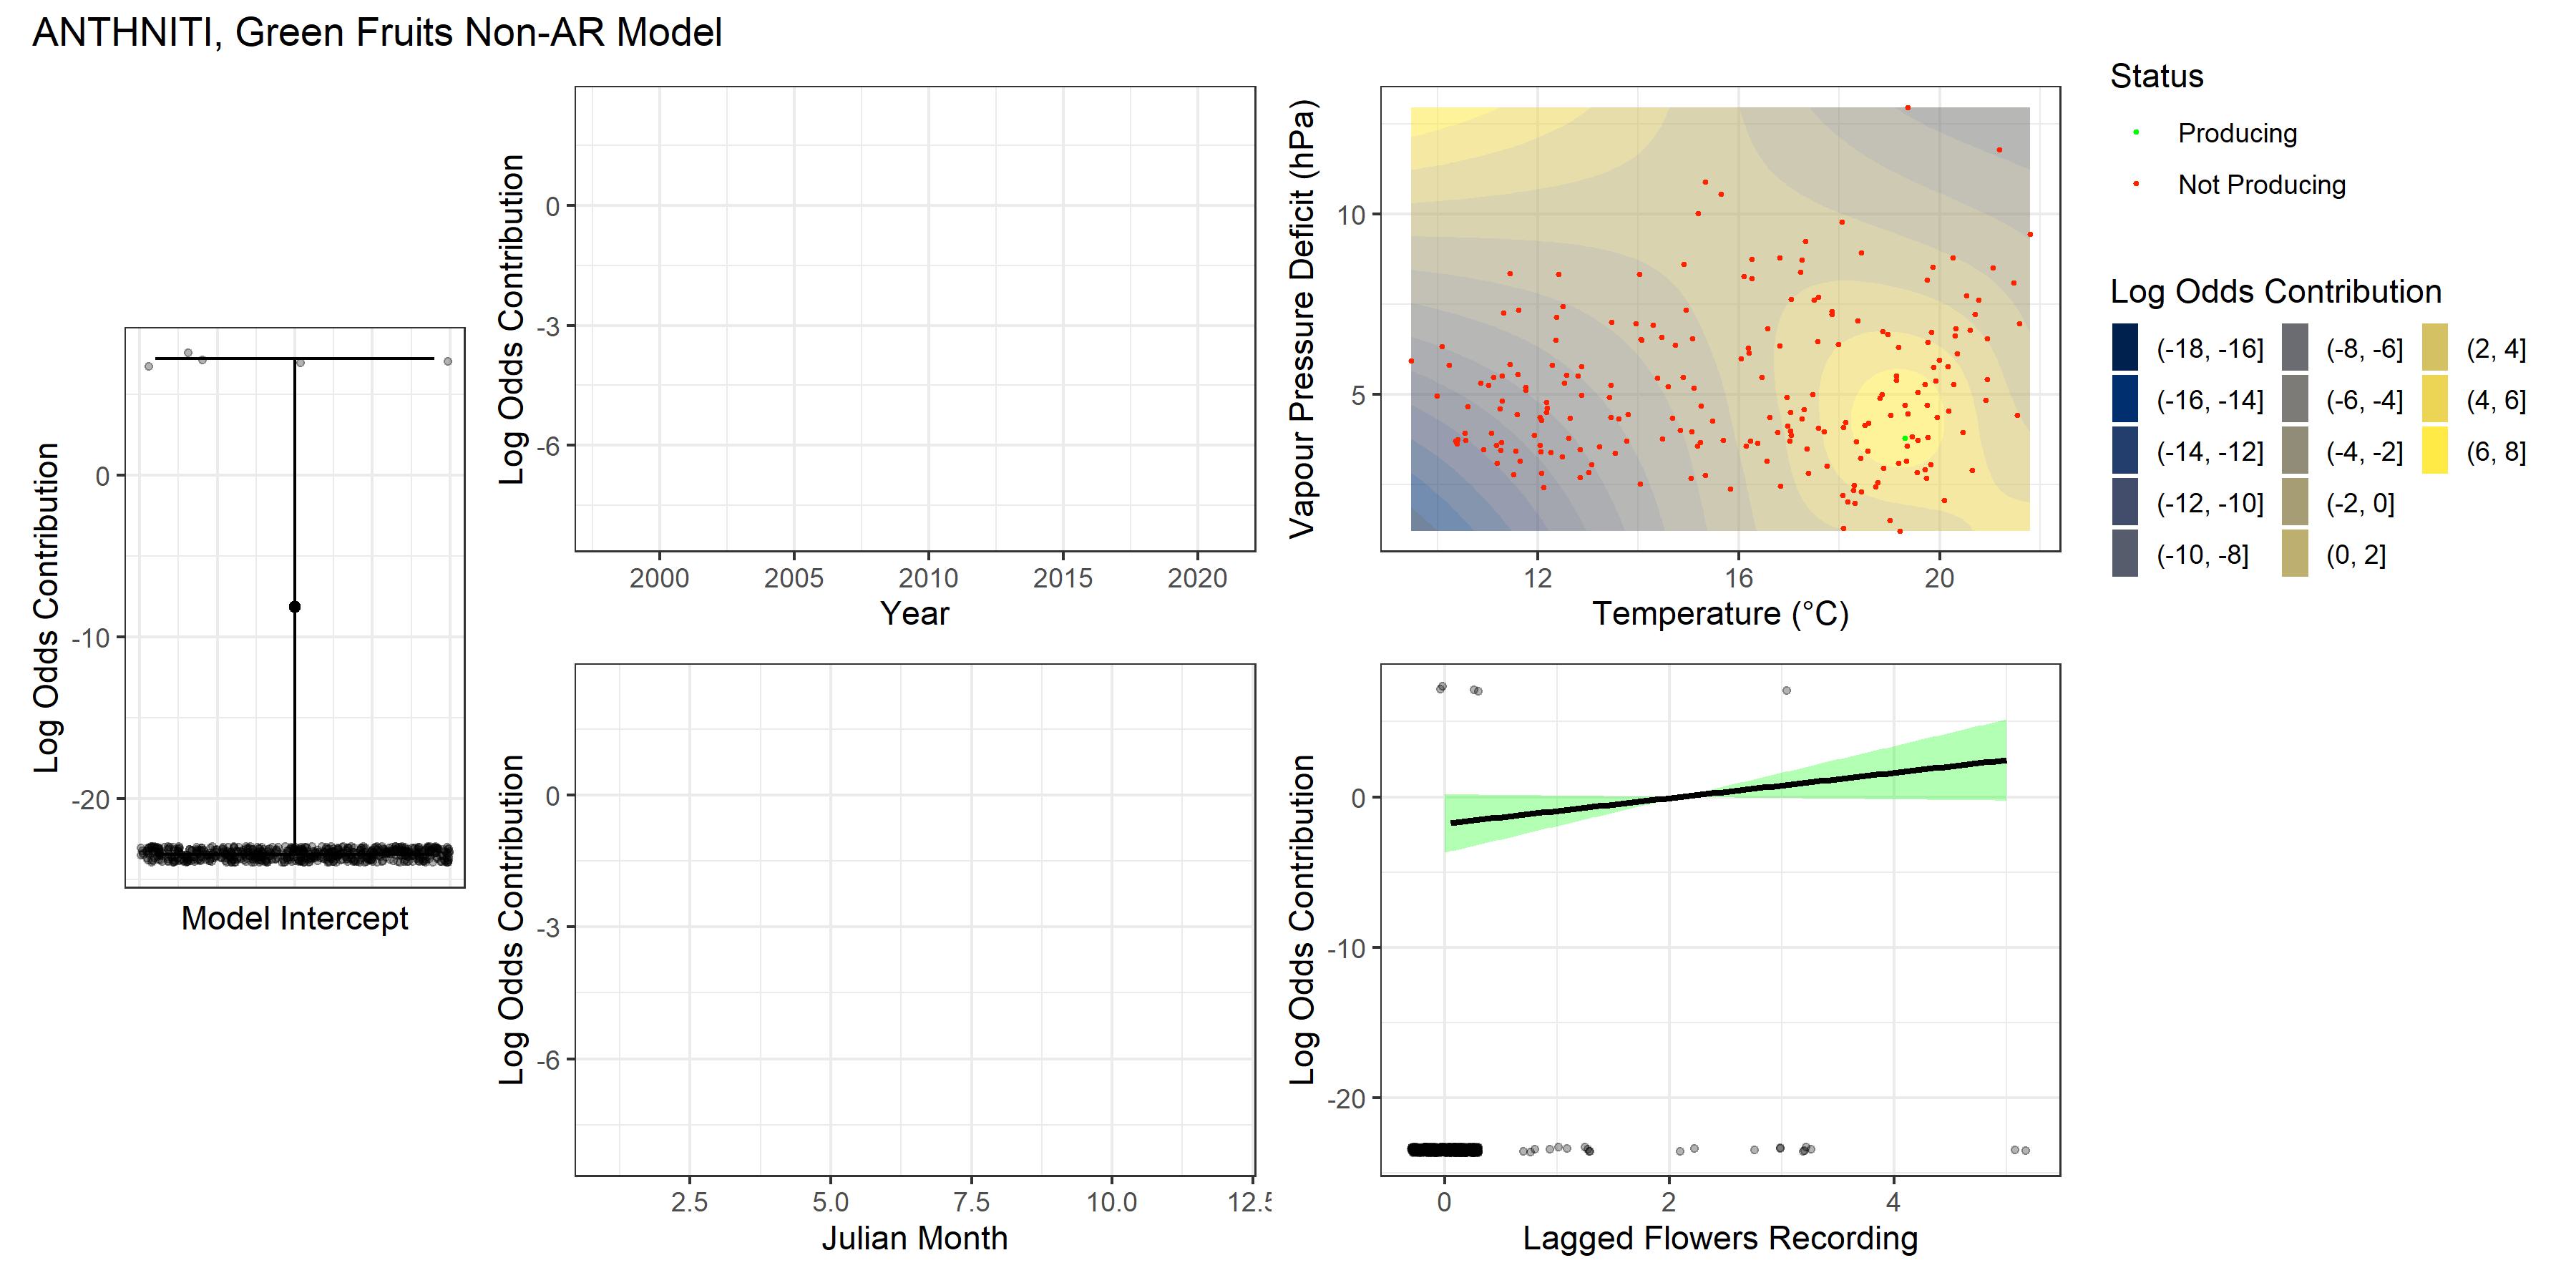 ANTHNITI, Green Fruits Non-AR Model
Log Odds Contribution
0
-10
-20
Model Intercept
Log Odds Contribution
0
-3
-6
2000 2005 2010 2015 2020
Year
Vapour Pressure Deficit (hPa)
10
5
12 16 20
Temperature (°C)
Log Odds Contribution
0
-3
-6
2.5 5.0 7.5 10.0 12.5
Julian Month
Log Odds Contribution
0
-10
-20
0 2 4
Lagged Flowers Recording
Status
Producing
Not Producing
Log Odds Contribution
(-18, -16] (-8, -6] (2, 4]
(-16, -14] (-6, -4] (4, 6]
(-14, -12] (-4, -2] (6, 8]
(-12, -10] (-2, 0]
(-10, -8] (0, 2]